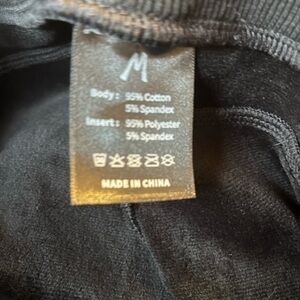 M
Body: 95% Cotton
5% Spandex
Insert: 95% Polyester
5% Spandex
MADE IN CHINA